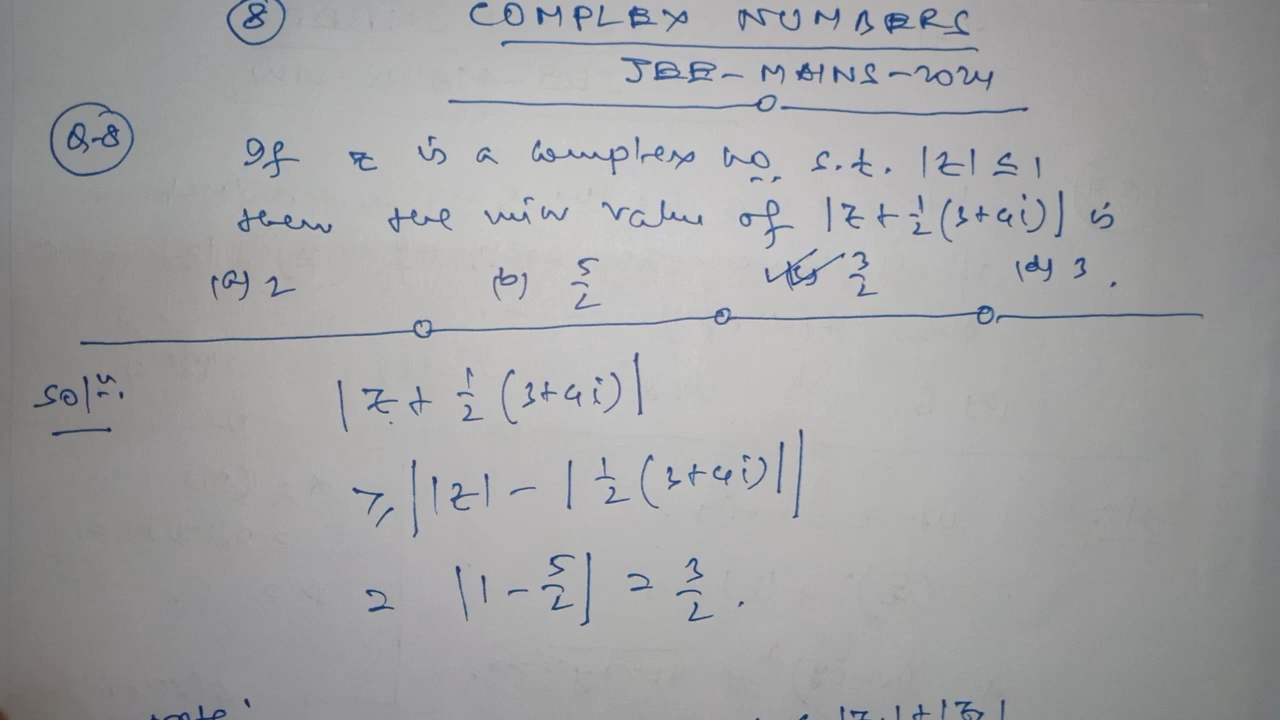 8 COMPLEX NUMBERS
JEE-MAINS-2024
Q-8 If z is a complex no s.t. |z| ≤ 1
then the min value of |z + 1/2 (3+4i)| is
(a) 2 (b) 5/2 (c) 3/2 (d) 3.
Solⁿ. |z + 1/2 (3+4i)|
≥ ||z| - |1/2 (3+4i)||
= |1 - 5/2| = 3/2.
|z₁| + |z₂|